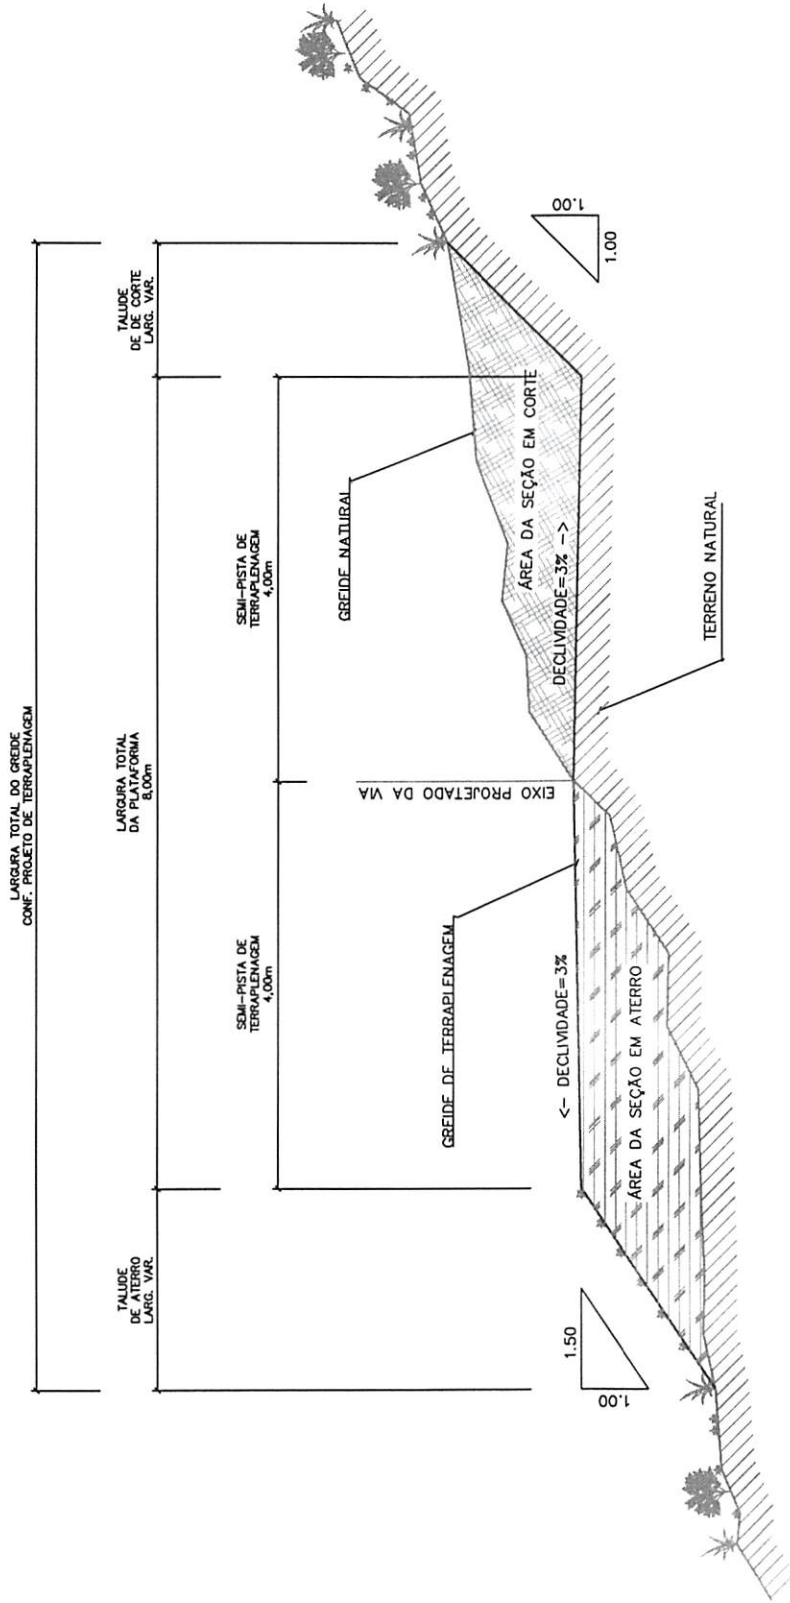 LARGURA TOTAL DO GREIDE
CONF. PROJETO DE TERRAPLENAGEM
TALUDE
DE ATERRO
LARG. VAR.
LARGURA TOTAL
DA PLATAFORMA
8,00m
TALUDE
DE DE CORTE
LARG. VAR.
SEMI-PISTA DE
TERRAPLENAGEM
4,00m
SEMI-PISTA DE
TERRAPLENAGEM
4,00m
GREIDE DE TERRAPLENAGEM
EIXO PROJETADO DA VIA
GREIDE NATURAL
1.50
1.00
<- DECLIVIDADE=3%
ÁREA DA SEÇÃO EM ATERRO
DECLIVIDADE=3% ->
ÁREA DA SEÇÃO EM CORTE
1.00
1.00
TERRENO NATURAL